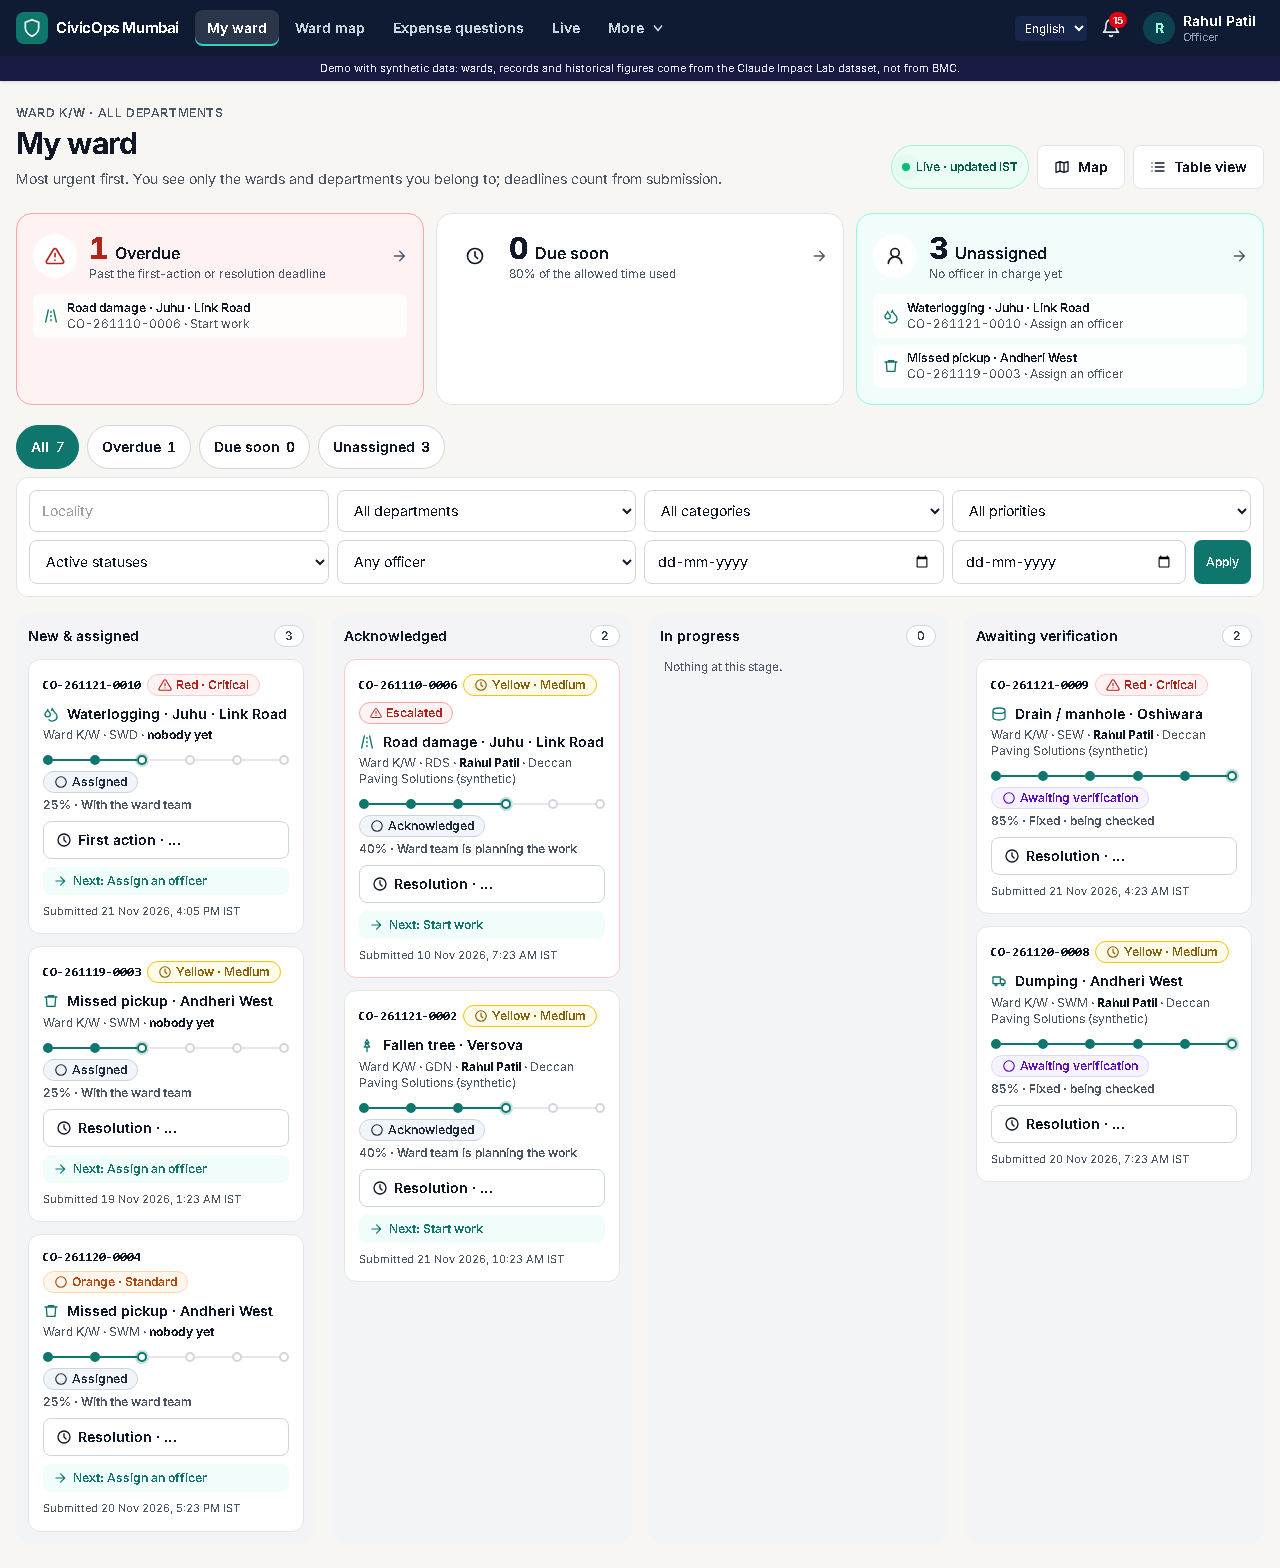 CivicOps Mumbai
My ward
Ward map
Expense questions
Live
More
English
15
R
Rahul Patil
Officer
Demo with synthetic data: wards, records and historical figures come from the Claude Impact Lab dataset, not from BMC.
WARD K/W · ALL DEPARTMENTS
My ward
Most urgent first. You see only the wards and departments you belong to; deadlines count from submission.
Live · updated IST
Map
Table view
1 Overdue
Past the first-action or resolution deadline
Road damage · Juhu · Link Road
CO-261110-0006 · Start work
0 Due soon
80% of the allowed time used
3 Unassigned
No officer in charge yet
Waterlogging · Juhu · Link Road
CO-261121-0010 · Assign an officer
Missed pickup · Andheri West
CO-261119-0003 · Assign an officer
All 7
Overdue 1
Due soon 0
Unassigned 3
Locality
All departments
All categories
All priorities
Active statuses
Any officer
dd-mm-yyyy
dd-mm-yyyy
Apply
New & assigned
3
CO-261121-0010
Red · Critical
Waterlogging · Juhu · Link Road
Ward K/W · SWD · nobody yet
Assigned
25% · With the ward team
First action · ...
Next: Assign an officer
Submitted 21 Nov 2026, 4:05 PM IST
CO-261119-0003
Yellow · Medium
Missed pickup · Andheri West
Ward K/W · SWM · nobody yet
Assigned
25% · With the ward team
Resolution · ...
Next: Assign an officer
Submitted 19 Nov 2026, 1:23 AM IST
CO-261120-0004
Orange · Standard
Missed pickup · Andheri West
Ward K/W · SWM · nobody yet
Assigned
25% · With the ward team
Resolution · ...
Next: Assign an officer
Submitted 20 Nov 2026, 5:23 PM IST
Acknowledged
2
CO-261110-0006
Yellow · Medium
Escalated
Road damage · Juhu · Link Road
Ward K/W · RDS · Rahul Patil · Deccan
Paving Solutions (synthetic)
Acknowledged
40% · Ward team is planning the work
Resolution · ...
Next: Start work
Submitted 10 Nov 2026, 7:23 AM IST
CO-261121-0002
Yellow · Medium
Fallen tree · Versova
Ward K/W · GDN · Rahul Patil · Deccan
Paving Solutions (synthetic)
Acknowledged
40% · Ward team is planning the work
Resolution · ...
Next: Start work
Submitted 21 Nov 2026, 10:23 AM IST
In progress
0
Nothing at this stage.
Awaiting verification
2
CO-261121-0009
Red · Critical
Drain / manhole · Oshiwara
Ward K/W · SEW · Rahul Patil · Deccan
Paving Solutions (synthetic)
Awaiting verification
85% · Fixed · being checked
Resolution · ...
Submitted 21 Nov 2026, 4:23 AM IST
CO-261120-0008
Yellow · Medium
Dumping · Andheri West
Ward K/W · SWM · Rahul Patil · Deccan
Paving Solutions (synthetic)
Awaiting verification
85% · Fixed · being checked
Resolution · ...
Submitted 20 Nov 2026, 7:23 AM IST